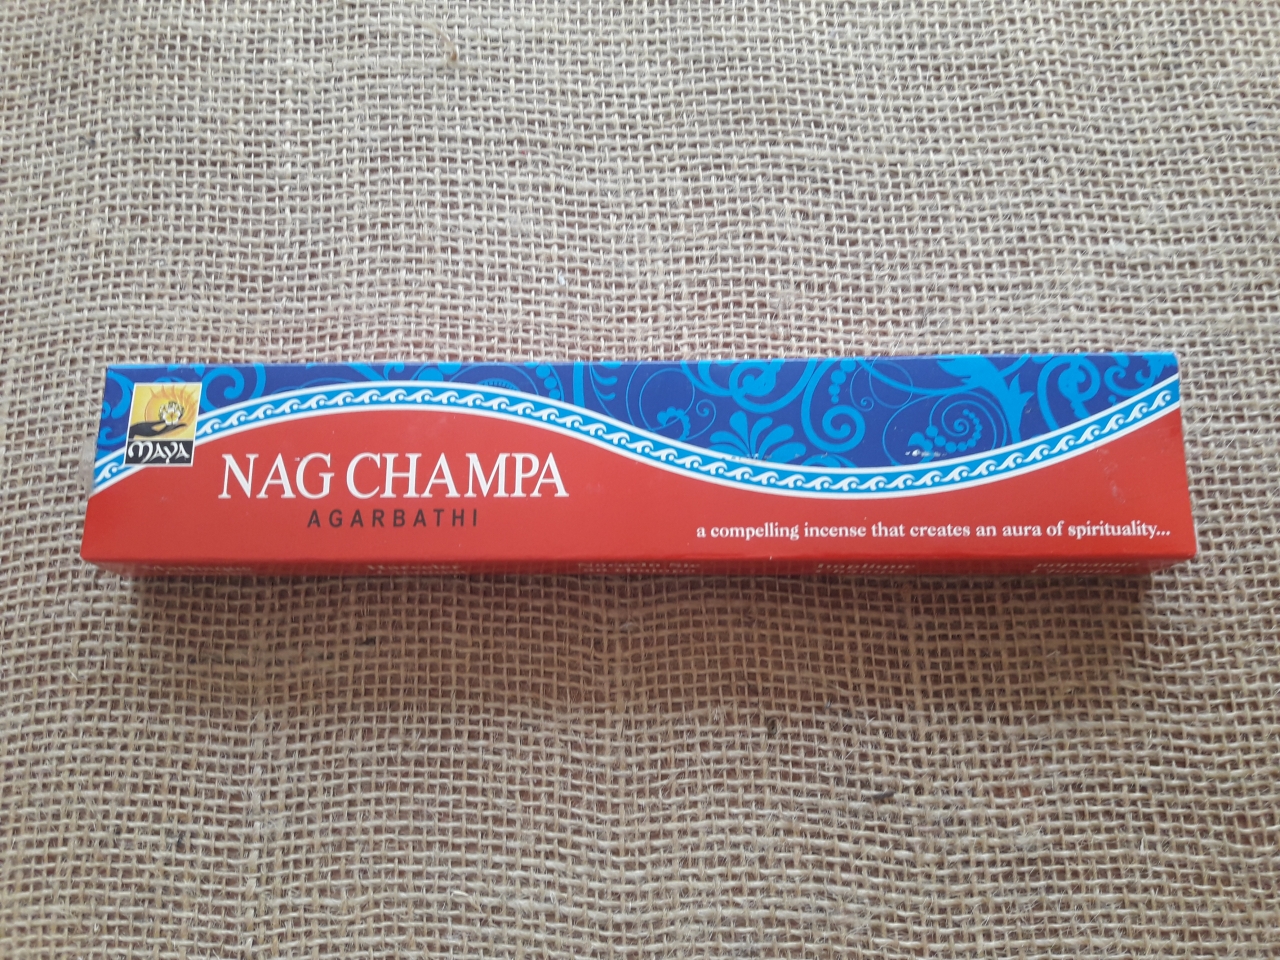 MAYA
NAG CHAMPA
AGARBATHI
a compelling incense that creates an aura of spirituality...